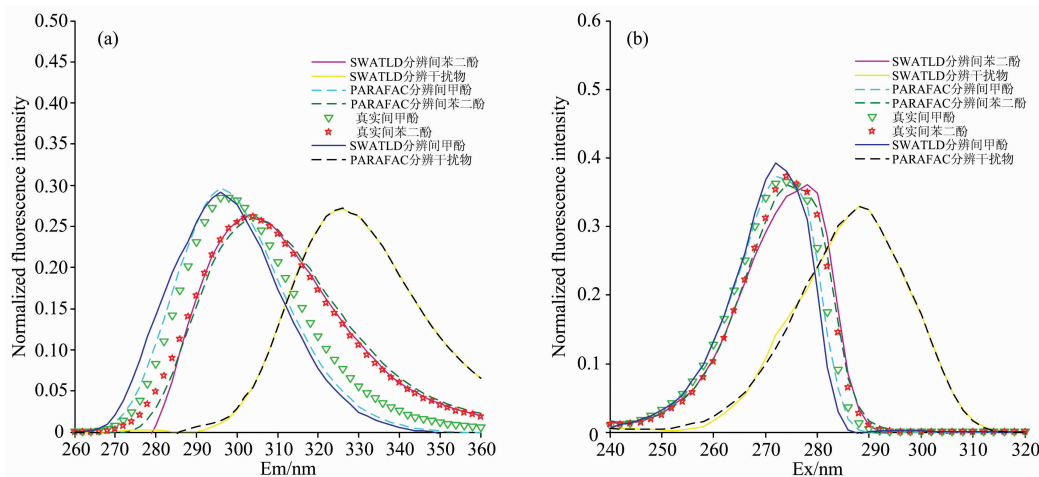 (a)
0.50
0.45
0.40
0.35
0.30
0.25
0.20
0.15
0.10
0.05
0
Normalized fluorescence intensity
SWATLD分辨间苯二酚
SWATLD分辨干扰物
PARAFAC分辨间甲酚
PARAFAC分辨间苯二酚
真实间甲酚
真实间苯二酚
SWATLD分辨间甲酚
PARAFAC分辨干扰物
260 270 280 290 300 310 320 330 340 350 360
Em/nm
(b)
0.6
0.5
0.4
0.3
0.2
0.1
0
Normalized fluorescence intensity
SWATLD分辨间苯二酚
SWATLD分辨干扰物
PARAFAC分辨间甲酚
PARAFAC分辨间苯二酚
真实间甲酚
真实间苯二酚
SWATLD分辨间甲酚
PARAFAC分辨干扰物
240 250 260 270 280 290 300 310 320
Ex/nm